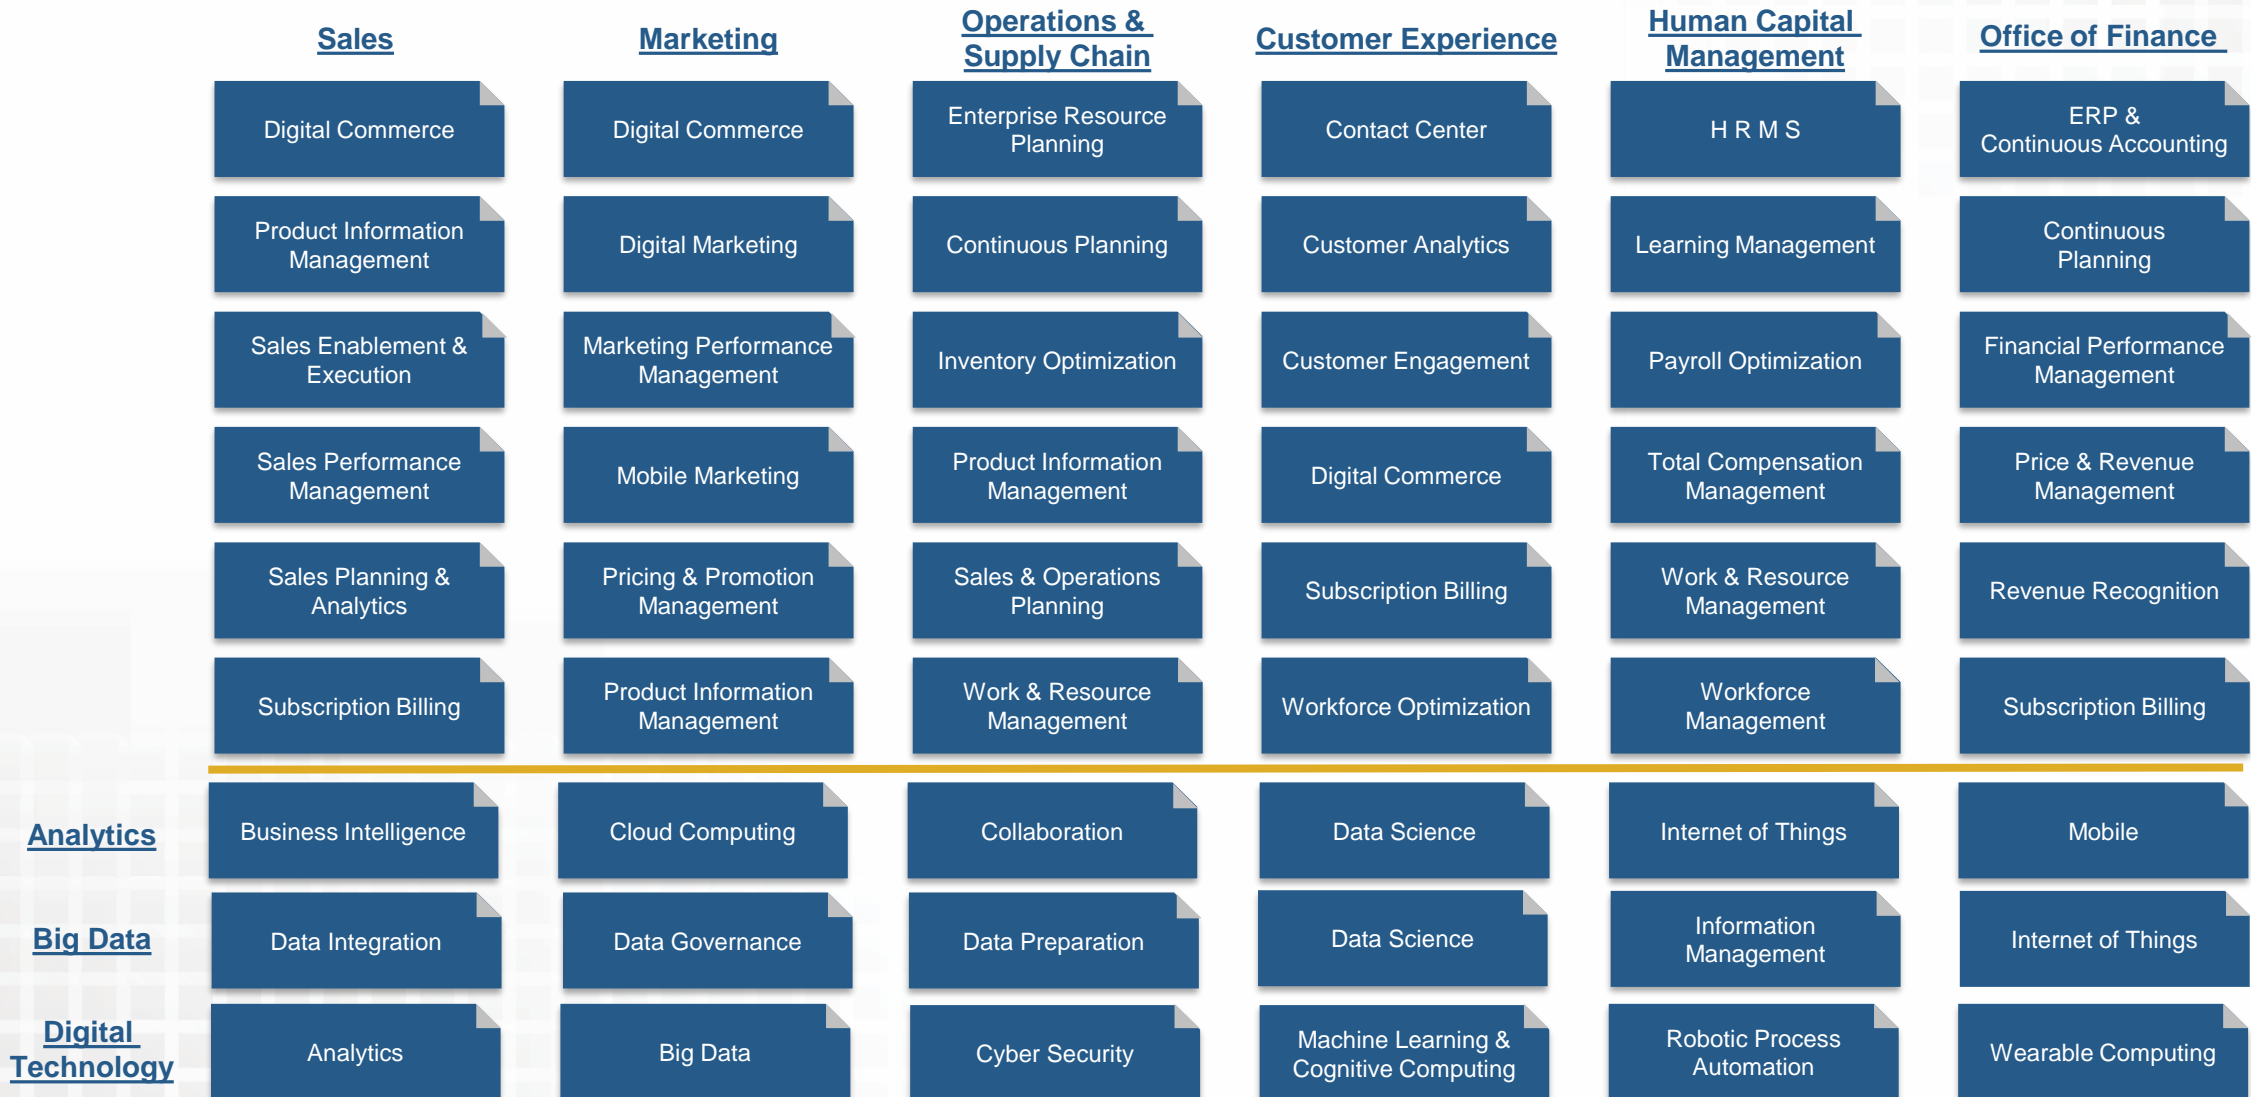 Sales
Marketing
Operations &
Supply Chain
Customer Experience
Human Capital
Management
Office of Finance
Digital Commerce
Digital Commerce
Enterprise Resource
Planning
Contact Center
H R M S
ERP &
Continuous Accounting
Product Information
Management
Digital Marketing
Continuous Planning
Customer Analytics
Learning Management
Continuous
Planning
Sales Enablement &
Execution
Marketing Performance
Management
Inventory Optimization
Customer Engagement
Payroll Optimization
Financial Performance
Management
Sales Performance
Management
Mobile Marketing
Product Information
Management
Digital Commerce
Total Compensation
Management
Price & Revenue
Management
Sales Planning &
Analytics
Pricing & Promotion
Management
Sales & Operations
Planning
Subscription Billing
Work & Resource
Management
Revenue Recognition
Subscription Billing
Product Information
Management
Work & Resource
Management
Workforce Optimization
Workforce
Management
Subscription Billing
Analytics
Business Intelligence
Cloud Computing
Collaboration
Data Science
Internet of Things
Mobile
Big Data
Data Integration
Data Governance
Data Preparation
Data Science
Information
Management
Internet of Things
Digital
Technology
Analytics
Big Data
Cyber Security
Machine Learning &
Cognitive Computing
Robotic Process
Automation
Wearable Computing